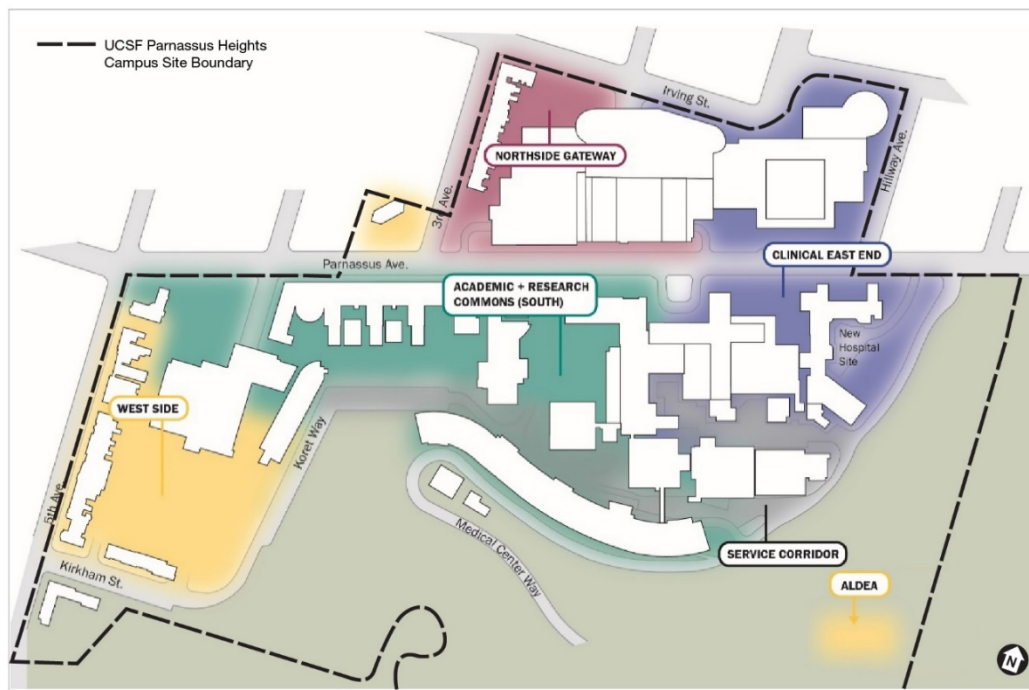 UCSF Parnassus Heights
Campus Site Boundary
Irving St.
NORTHSIDE GATEWAY
3rd Ave.
Hillway Ave.
Parnassus Ave.
CLINICAL EAST END
ACADEMIC + RESEARCH
COMMONS (SOUTH)
New
Hospital
Site
WEST SIDE
Koret Way
5th Ave.
Medical Center Way
Kirkham St.
SERVICE CORRIDOR
ALDEA
N